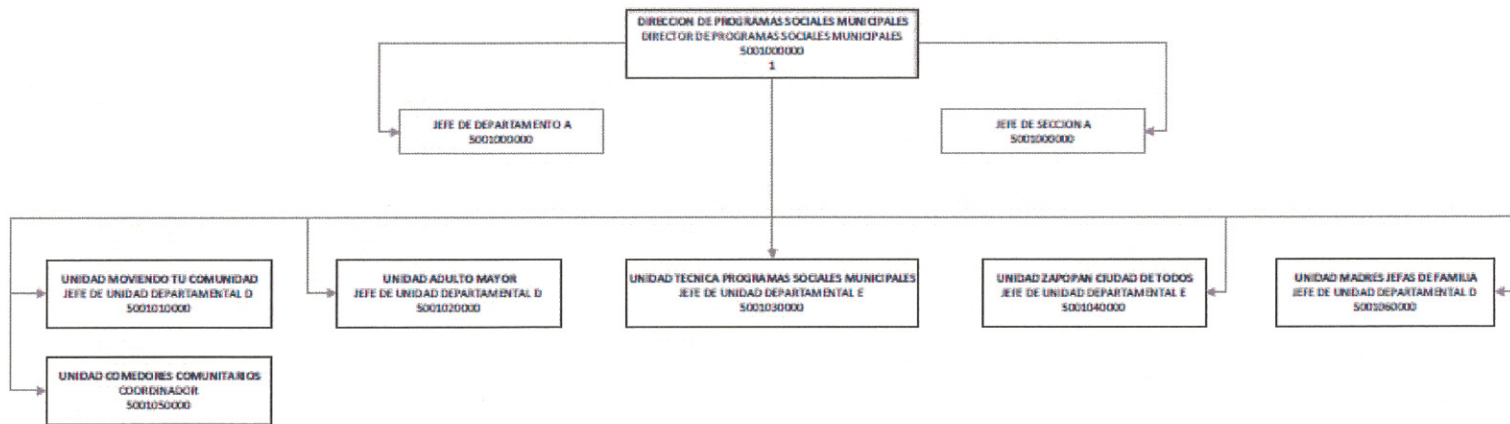 DIRECCION DE PROGRAMAS SOCIALES MUNICIPALES
DIRECTOR DE PROGRAMAS SOCIALES MUNICIPALES
5001000000
1
JEFE DE DEPARTAMENTO A
5001000000
JEFE DE SECCION A
5001000000
UNIDAD MOVIENDO TU COMUNIDAD
JEFE DE UNIDAD DEPARTAMENTAL D
5001010000
UNIDAD ADULTO MAYOR
JEFE DE UNIDAD DEPARTAMENTAL D
5001020000
UNIDAD TECNICA PROGRAMAS SOCIALES MUNICIPALES
JEFE DE UNIDAD DEPARTAMENTAL E
5001030000
UNIDAD ZAPOPAN CIUDAD DE TODOS
JEFE DE UNIDAD DEPARTAMENTAL E
5001040000
UNIDAD MADRES JEFAS DE FAMILIA
JEFE DE UNIDAD DEPARTAMENTAL D
5001060000
UNIDAD COMEDORES COMUNITARIOS
COORDINADOR
5001050000